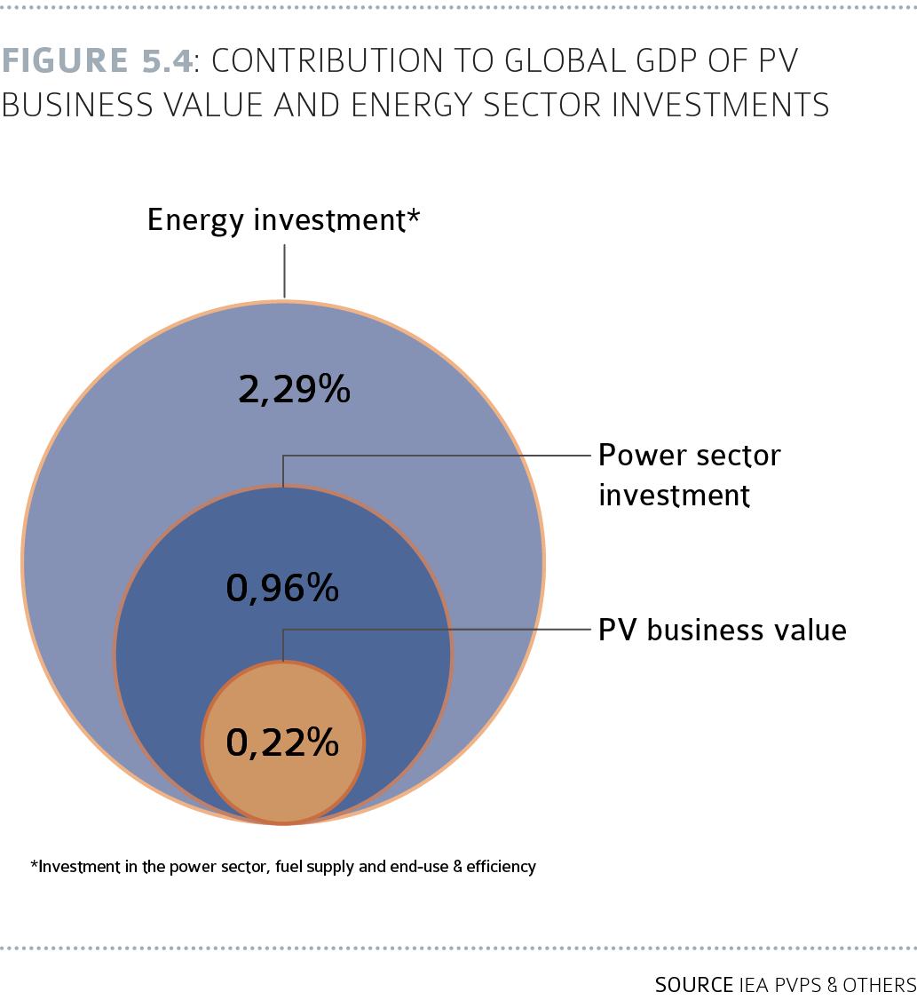 FIGURE 5.4: CONTRIBUTION TO GLOBAL GDP OF PV
BUSINESS VALUE AND ENERGY SECTOR INVESTMENTS
Energy investment*
2,29%
Power sector
investment
0,96%
PV business value
0,22%
*Investment in the power sector, fuel supply and end-use & efficiency
SOURCE IEA PVPS & OTHERS